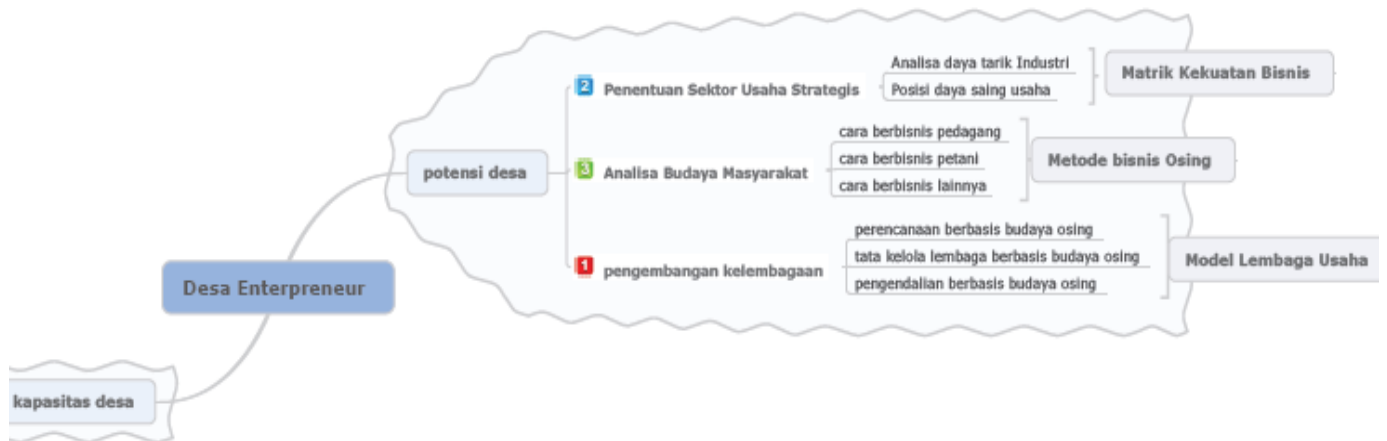 Desa Enterpreneur
potensi desa
2 Penentuan Sektor Usaha Strategis
Analisa daya tarik Industri
Posisi daya saing usaha
Matrik Kekuatan Bisnis
3 Analisa Budaya Masyarakat
cara berbisnis pedagang
cara berbisnis petani
cara berbisnis lainnya
Metode bisnis Osing
1 pengembangan kelembagaan
perencanaan berbasis budaya osing
tata kelola lembaga berbasis budaya osing
pengendalian berbasis budaya osing
Model Lembaga Usaha
kapasitas desa